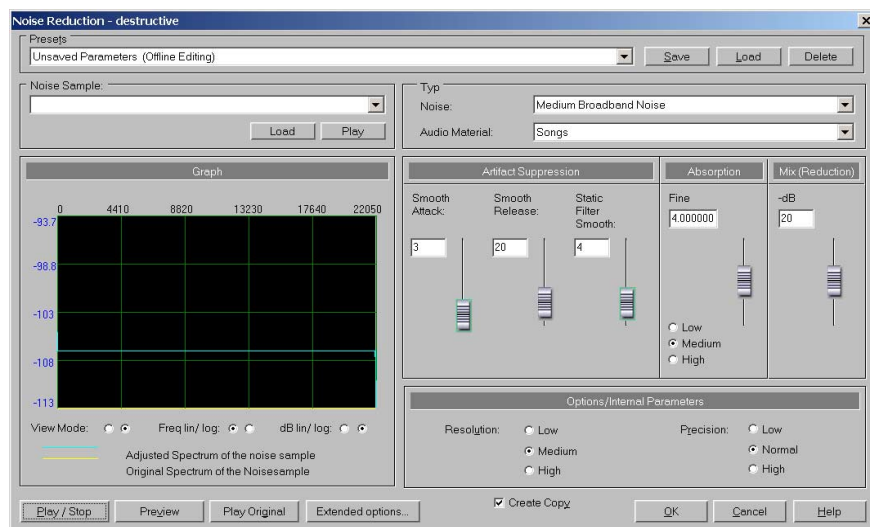 Noise Reduction - destructive
Presets
Unsaved Parameters (Offline Editing)
Save
Load
Delete
Noise Sample:
Load
Play
Typ
Noise:
Medium Broadband Noise
Audio Material:
Songs
Graph
0 4410 8820 13230 17640 22050
-93.7
-98.8
-103
-108
-113
View Mode:
Freq lin/ log:
dB lin/ log:
Adjusted Spectrum of the noise sample
Original Spectrum of the Noisesample
Artifact Suppression
Smooth Attack:
3
Smooth Release:
20
Static Filter Smooth:
4
Absorption
Fine
4.000000
Low
Medium
High
Mix (Reduction)
-dB
20
Options/Internal Parameters
Resolution:
Low
Medium
High
Precision:
Low
Normal
High
Play / Stop
Preview
Play Original
Extended options...
Create Copy
OK
Cancel
Help